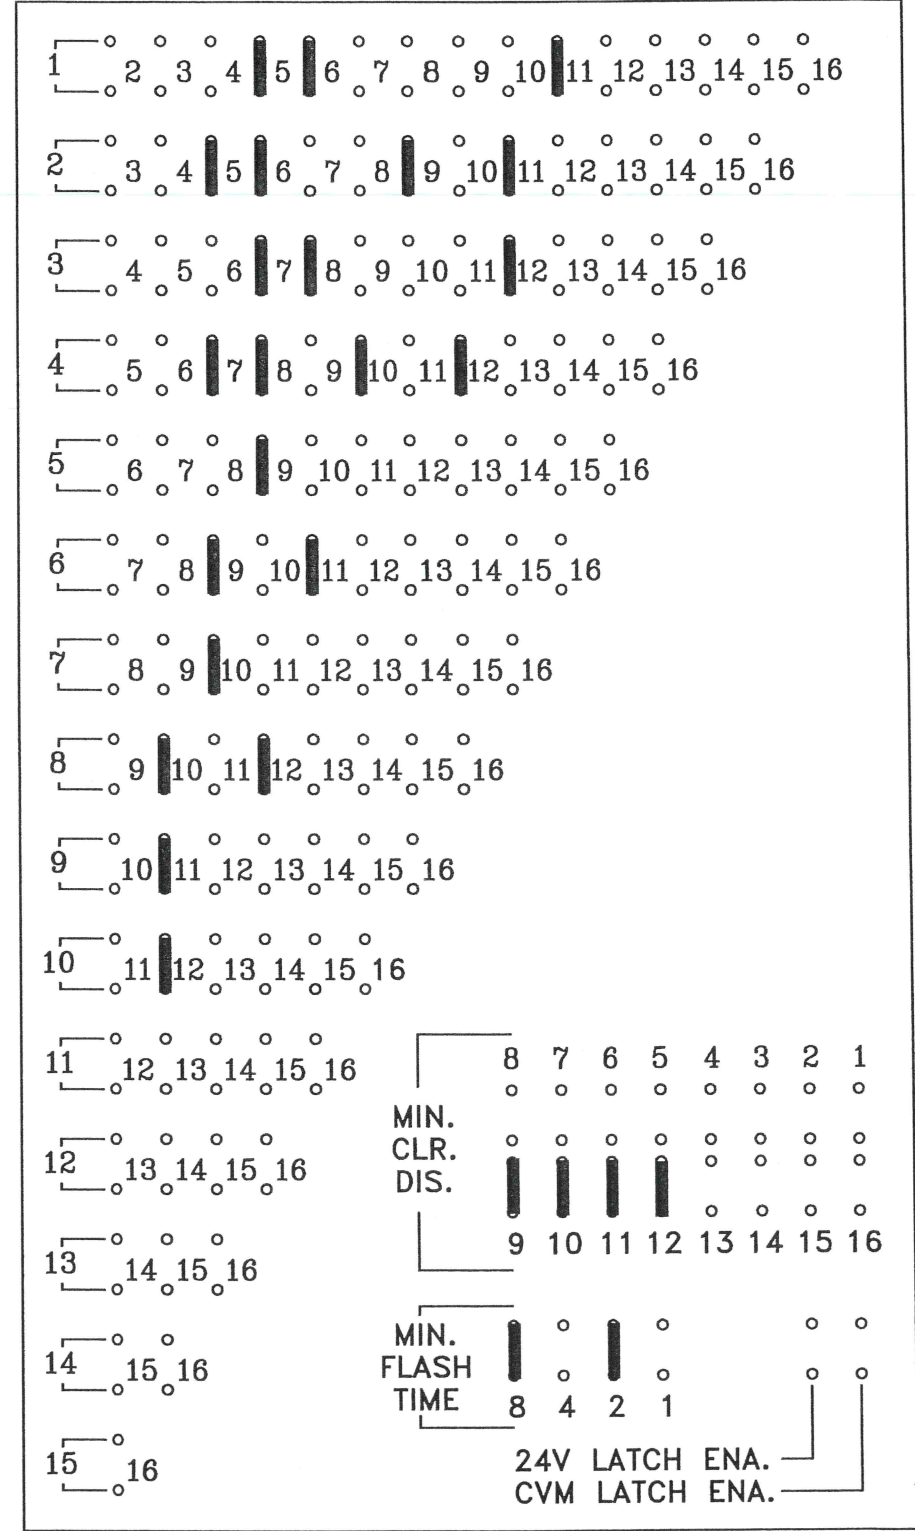 1 2 3 4 5 6 7 8 9 10 11 12 13 14 15 16
2 3 4 5 6 7 8 9 10 11 12 13 14 15 16
3 4 5 6 7 8 9 10 11 12 13 14 15 16
4 5 6 7 8 9 10 11 12 13 14 15 16
5 6 7 8 9 10 11 12 13 14 15 16
6 7 8 9 10 11 12 13 14 15 16
7 8 9 10 11 12 13 14 15 16
8 9 10 11 12 13 14 15 16
9 10 11 12 13 14 15 16
10 11 12 13 14 15 16
11 12 13 14 15 16
12 13 14 15 16
13 14 15 16
14 15 16
15 16
8 7 6 5 4 3 2 1
MIN.
CLR.
DIS.
9 10 11 12 13 14 15 16
MIN.
FLASH
TIME
8 4 2 1
24V LATCH ENA.
CVM LATCH ENA.